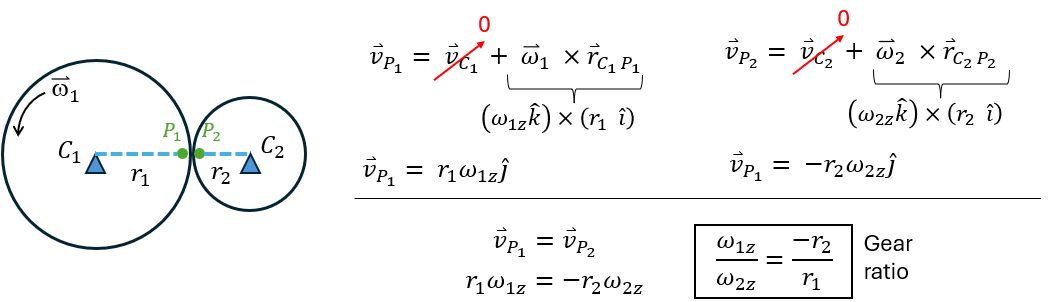 ω⃗₁
P₁ P₂
C₁ C₂
r₁ r₂
0
v⃗_P₁ = v⃗_C₁ + ω⃗₁ × r⃗_C₁P₁
(ω₁z k̂) × (r₁ î)
v⃗_P₁ = r₁ω₁z ĵ
0
v⃗_P₂ = v⃗_C₂ + ω⃗₂ × r⃗_C₂P₂
(ω₂z k̂) × (r₂ î)
v⃗_P₁ = −r₂ω₂z ĵ
v⃗_P₁ = v⃗_P₂
r₁ω₁z = −r₂ω₂z
ω₁z/ω₂z = −r₂/r₁
Gear
ratio